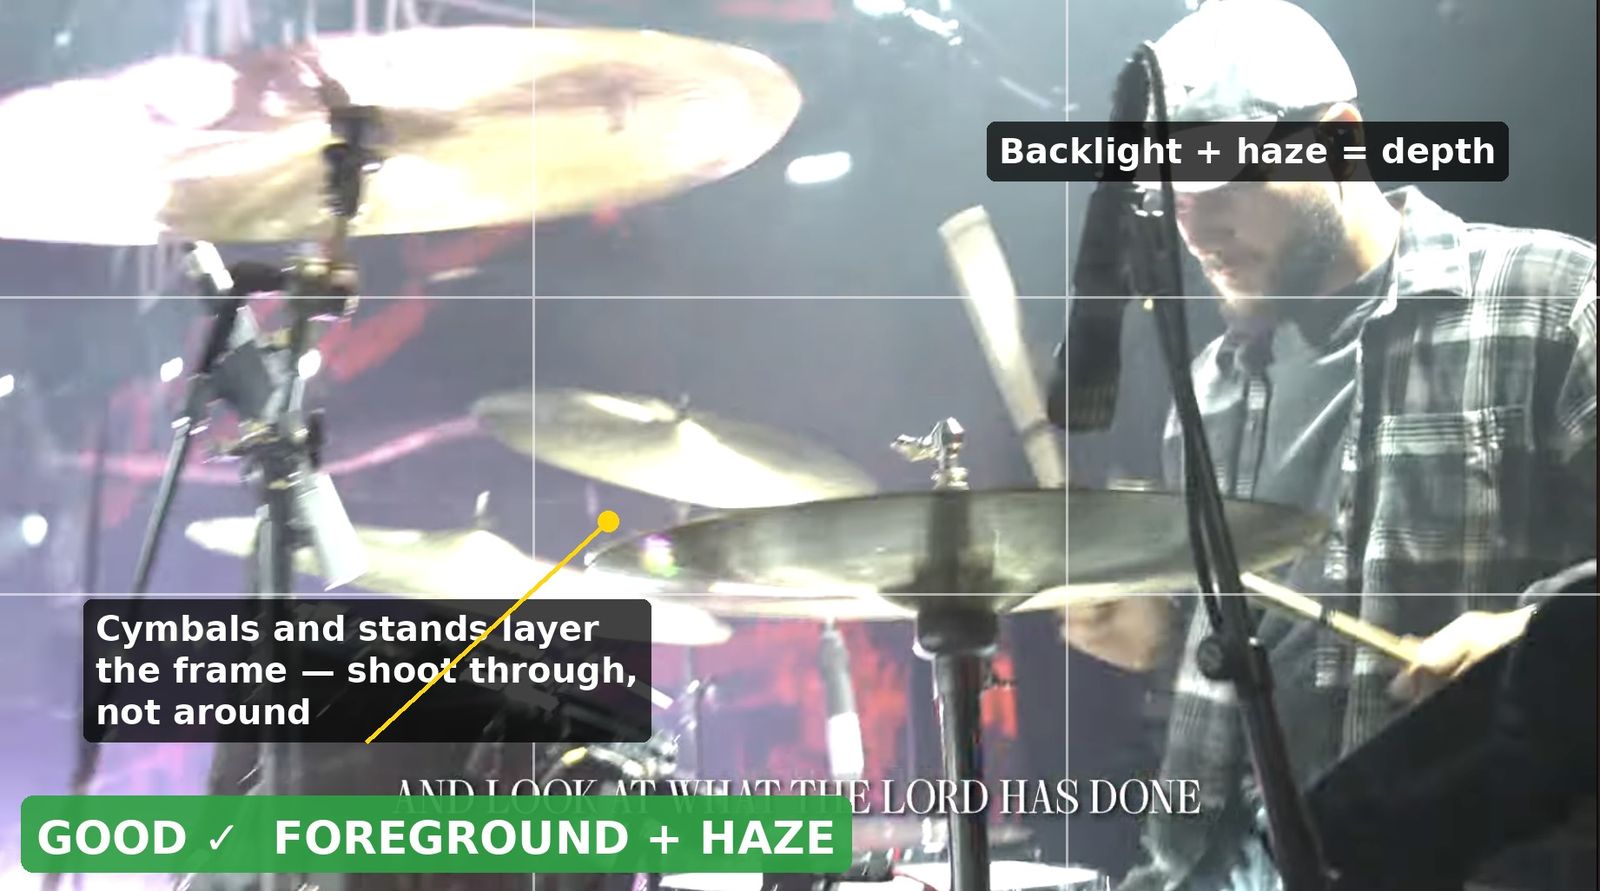 Backlight + haze = depth
Cymbals and stands layer
the frame — shoot through,
not around
AND LOOK AT WHAT THE LORD HAS DONE
GOOD ✓ FOREGROUND + HAZE